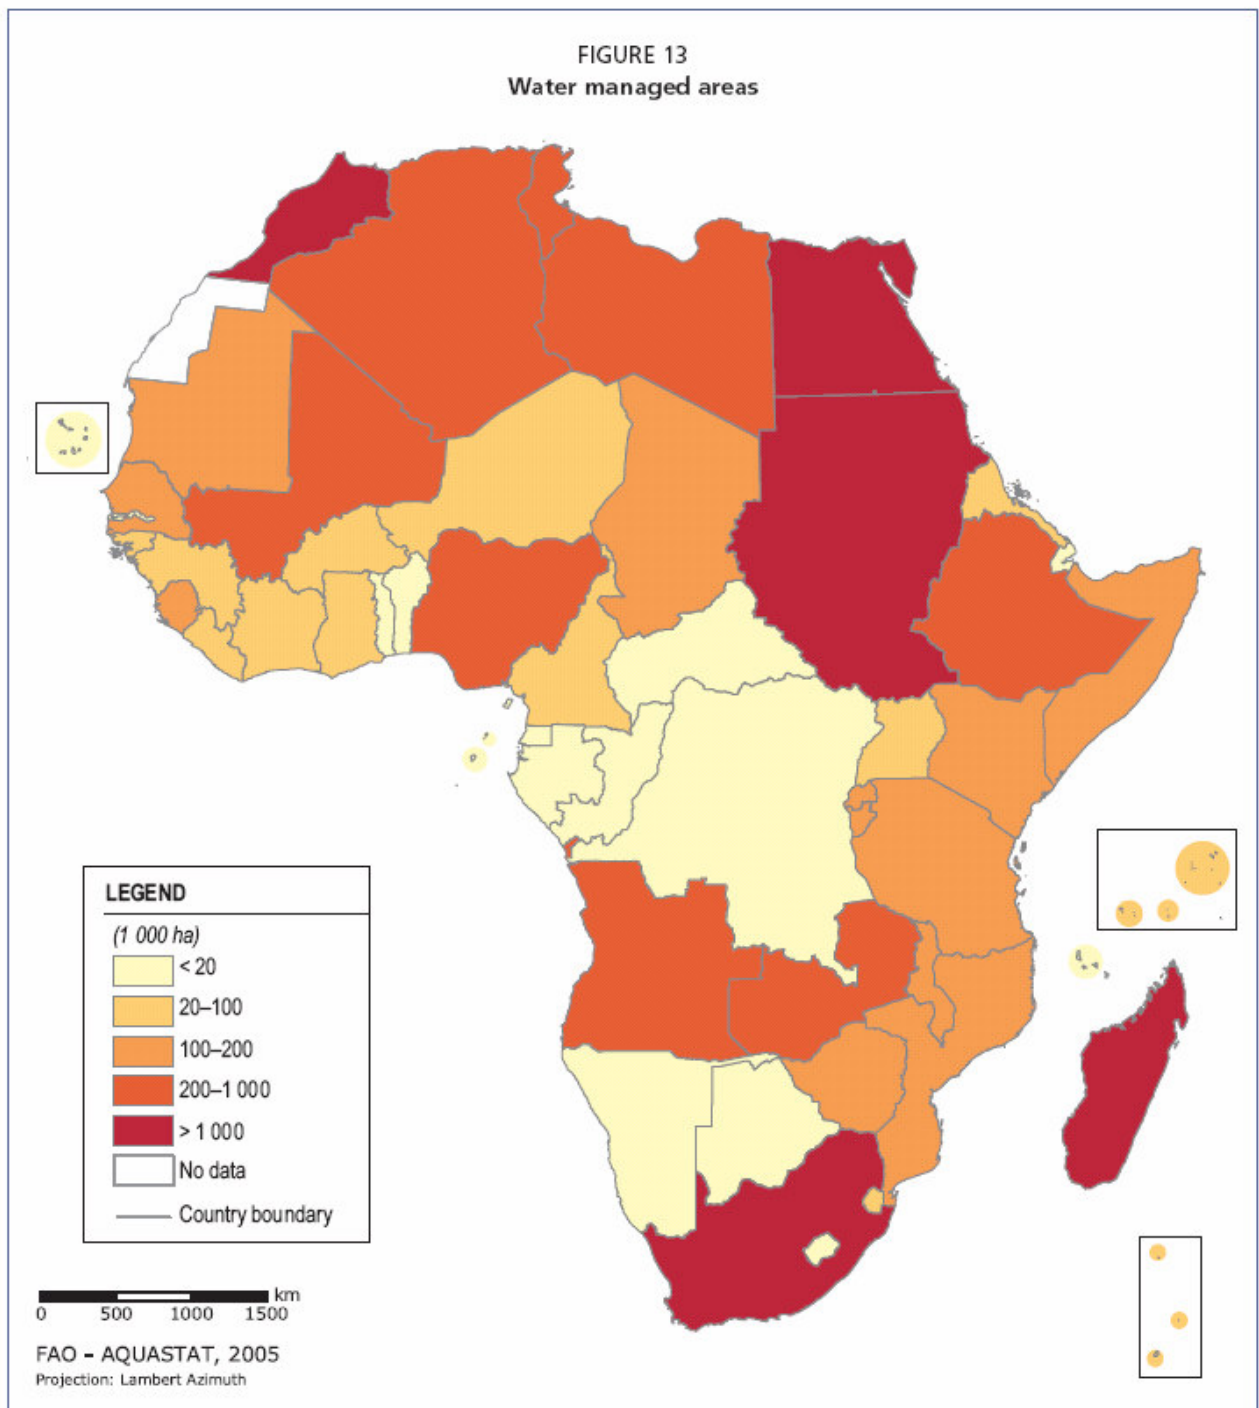 FIGURE 13
Water managed areas
LEGEND
(1 000 ha)
< 20
20–100
100–200
200–1 000
> 1 000
No data
Country boundary
km
0 500 1000 1500
FAO – AQUASTAT, 2005
Projection: Lambert Azimuth